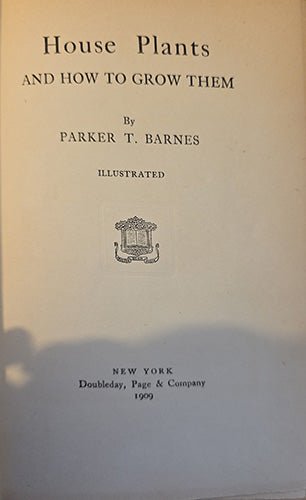 House Plants
AND HOW TO GROW THEM
By
PARKER T. BARNES
ILLUSTRATED
NEW YORK
Doubleday, Page & Company
1909